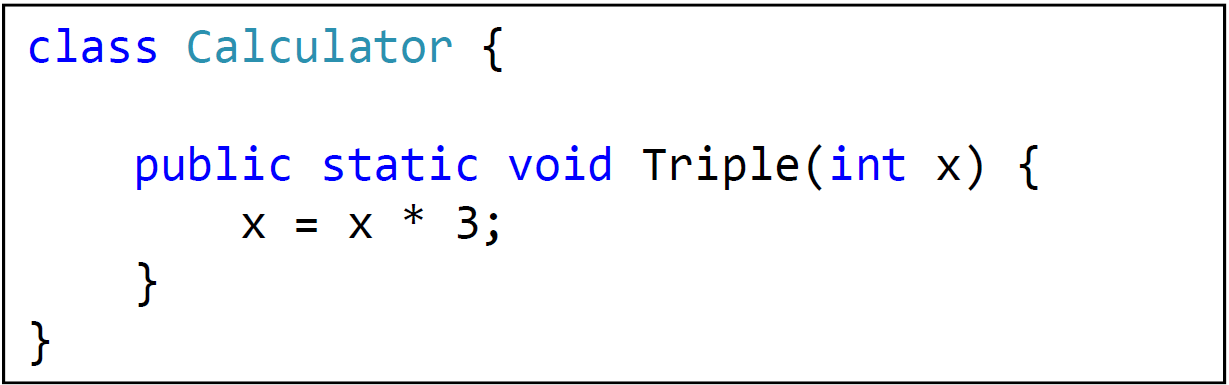 class Calculator {
    public static void Triple(int x) {
        x = x * 3;
    }
}